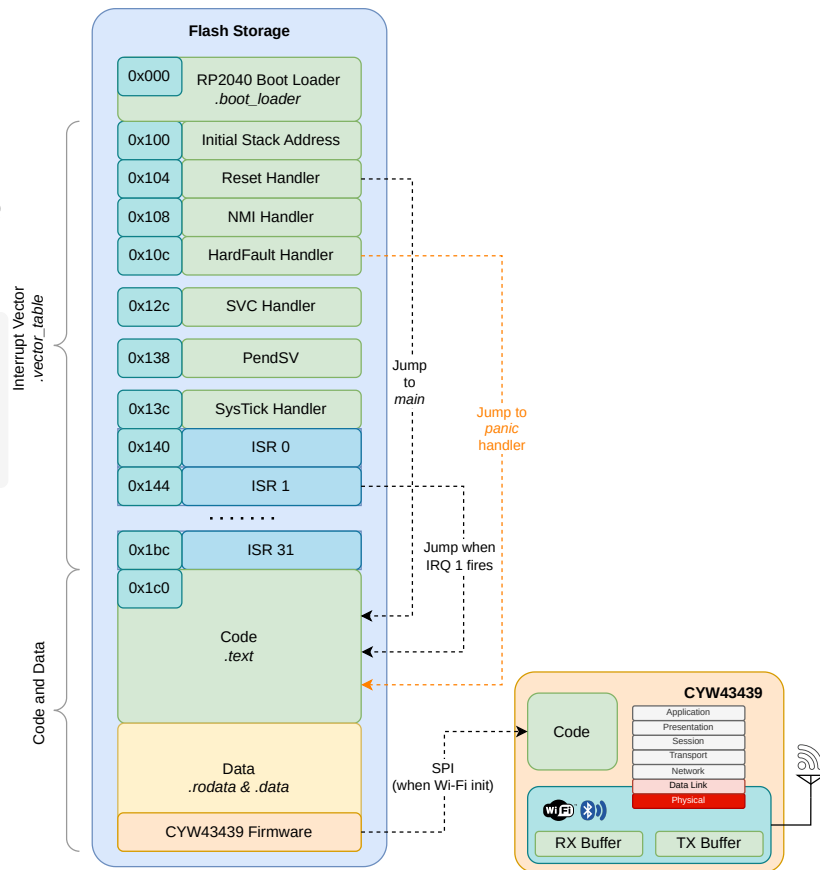 Flash Storage
0x000
RP2040 Boot Loader
.boot_loader
0x100
Initial Stack Address
0x104
Reset Handler
0x108
NMI Handler
0x10c
HardFault Handler
0x12c
SVC Handler
0x138
PendSV
0x13c
SysTick Handler
0x140
ISR 0
0x144
ISR 1
. . . . . . .
0x1bc
ISR 31
0x1c0
Code
.text
Data
.rodata & .data
CYW43439 Firmware
Interrupt Vector
.vector_table
Code and Data
Jump
to
main
Jump to
panic
handler
Jump when
IRQ 1 fires
SPI
(when Wi-Fi init)
CYW43439
Code
Application
Presentation
Session
Transport
Network
Data Link
Physical
Wi Fi
RX Buffer
TX Buffer